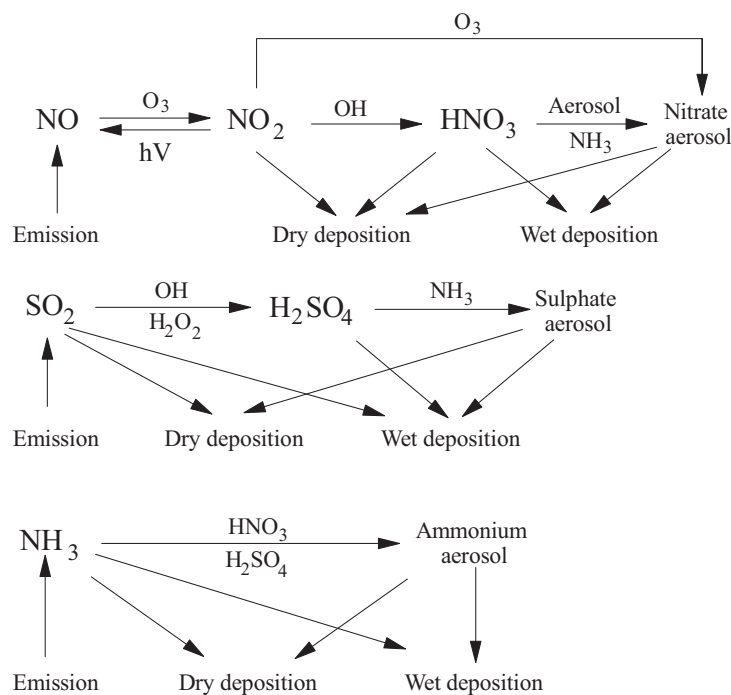 O₃
NO
O₃
hV
NO₂
OH
HNO₃
Aerosol
NH₃
Nitrate
aerosol
Emission
Dry deposition
Wet deposition
SO₂
OH
H₂O₂
H₂SO₄
NH₃
Sulphate
aerosol
Emission
Dry deposition
Wet deposition
NH₃
HNO₃
H₂SO₄
Ammonium
aerosol
Emission
Dry deposition
Wet deposition